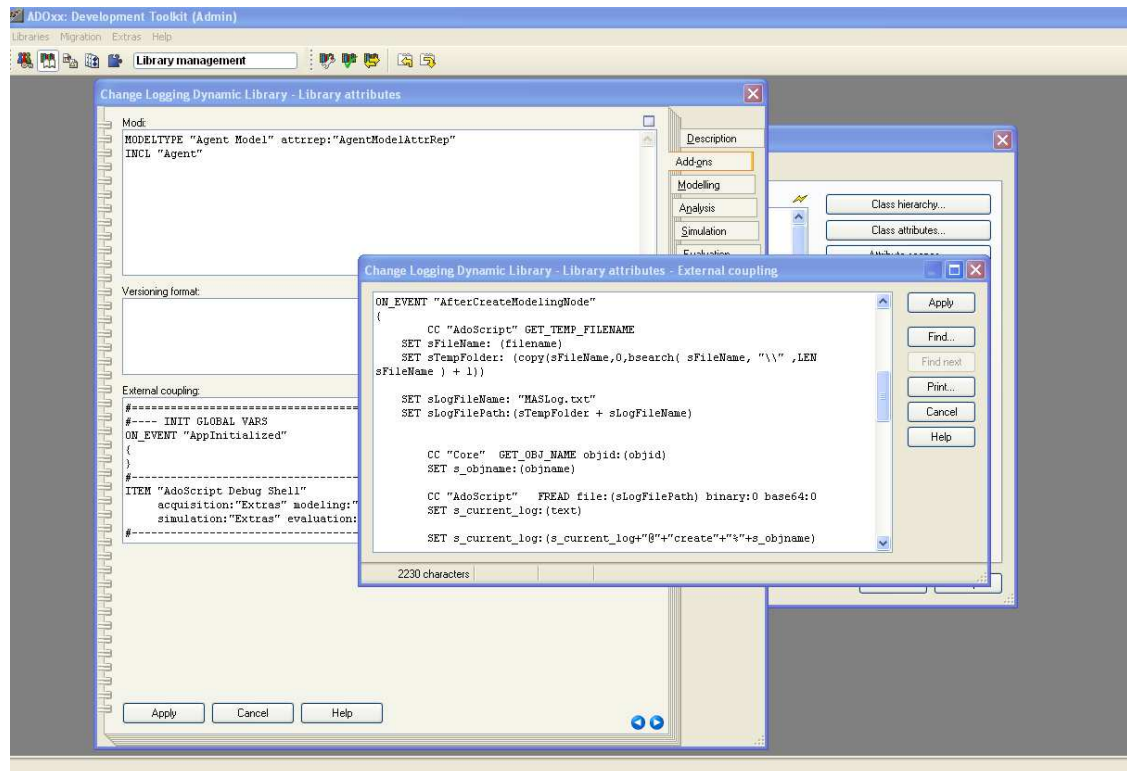 ADOxx: Development Toolkit (Admin)
Libraries Migration Extras Help
Library management
Change Logging Dynamic Library - Library attributes
Modi:
MODELTYPE "Agent Model" attrrep:"AgentModelAttrRep"
INCL "Agent"
Description
Add-ons
Modelling
Analysis
Simulation
Evaluation
Class hierarchy...
Class attributes...
Versioning format:
External coupling:
#---- INIT GLOBAL VARS
ON_EVENT "AppInitialized"
{
}
ITEM "AdoScript Debug Shell"
acquisition:"Extras" modeling:"
simulation:"Extras" evaluation:
Apply Cancel Help
Change Logging Dynamic Library - Library attributes - External coupling
ON_EVENT "AfterCreateModelingNode"
{
CC "AdoScript" GET_TEMP_FILENAME
SET sFileName: (filename)
SET sTempFolder: (copy(sFileName,0,bsearch( sFileName, "\\" ,LEN
sFileName ) + 1))
SET sLogFileName: "MASLog.txt"
SET sLogFilePath:(sTempFolder + sLogFileName)
CC "Core" GET_OBJ_NAME objid:(objid)
SET s_objname:(objname)
CC "AdoScript" FREAD file:(sLogFilePath) binary:0 base64:0
SET s_current_log:(text)
SET s_current_log:(s_current_log+"@"+"create"+"%"+s_objname)
Apply
Find...
Find next
Print...
Cancel
Help
2230 characters